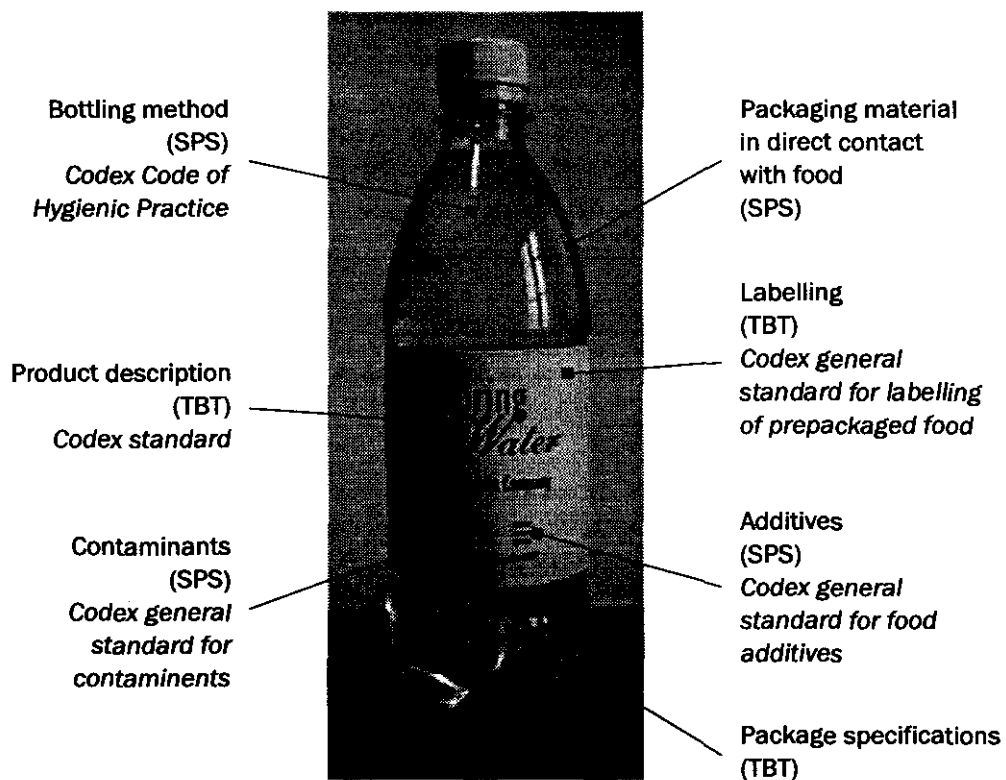 Bottling method
(SPS)
Codex Code of
Hygienic Practice
Product description
(TBT)
Codex standard
Contaminants
(SPS)
Codex general
standard for
contaminents
Water
Packaging material
in direct contact
with food
(SPS)
Labelling
(TBT)
Codex general
standard for labelling
of prepackaged food
Additives
(SPS)
Codex general
standard for food
additives
Package specifications
(TBT)